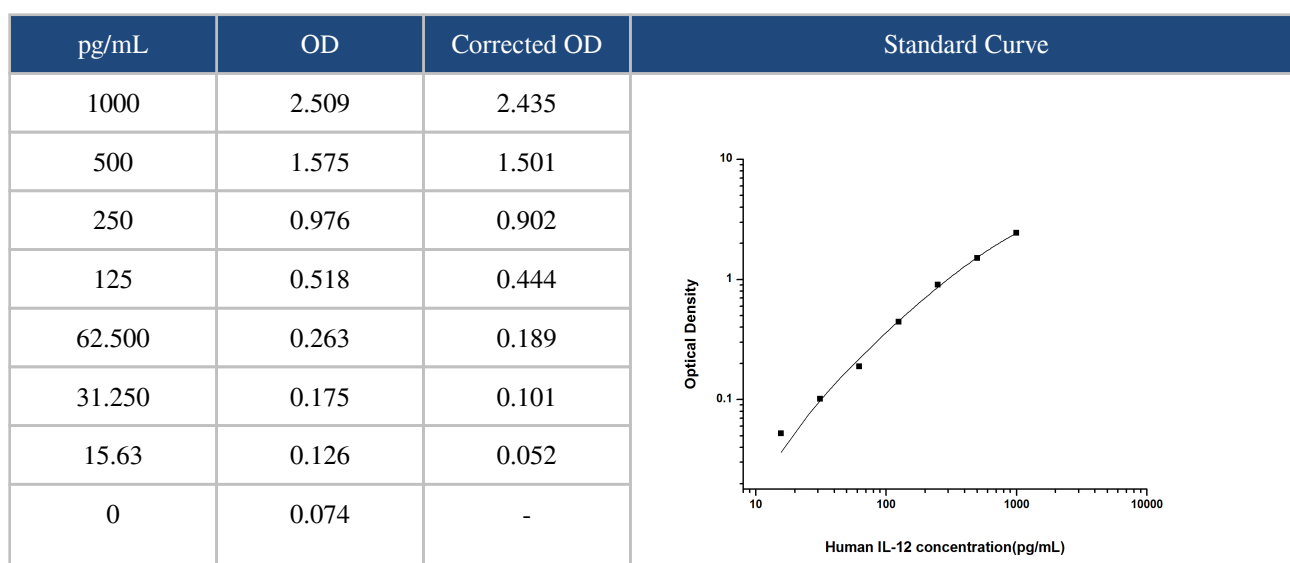 pg/mL OD Corrected OD Standard Curve
1000 2.509 2.435
500 1.575 1.501
250 0.976 0.902
125 0.518 0.444
62.500 0.263 0.189
31.250 0.175 0.101
15.63 0.126 0.052
0 0.074 -
10
1
0.1
Optical Density
10 100 1000 10000
Human IL-12 concentration(pg/mL)